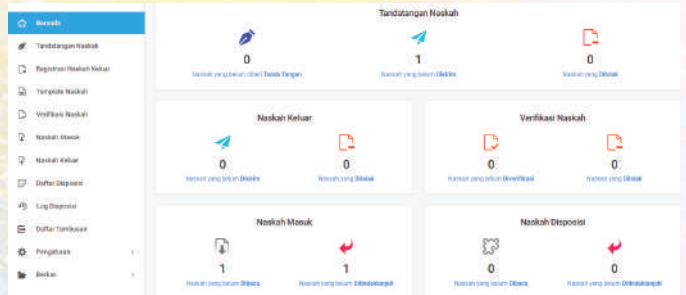 Beranda
Tandatangan Naskah
Registrasi Naskah Keluar
Template Naskah
Verifikasi Naskah
Naskah Masuk
Naskah Keluar
Daftar Disposisi
Log Disposisi
Daftar Tembusan
Pengaturan
Berkas
Tandatangan Naskah
0
Naskah yang belum diberi Tanda Tangan
1
Naskah yang belum Dikirim
0
Naskah yang Ditolak
Naskah Keluar
0
Naskah yang belum Dikirim
0
Naskah yang Ditolak
Verifikasi Naskah
0
Naskah yang belum Diverifikasi
0
Naskah yang Ditolak
Naskah Masuk
1
Naskah yang belum Dibaca
1
Naskah yang belum Ditindaklanjuti
Naskah Disposisi
0
Naskah yang belum Dibaca
0
Naskah yang belum Ditindaklanjuti